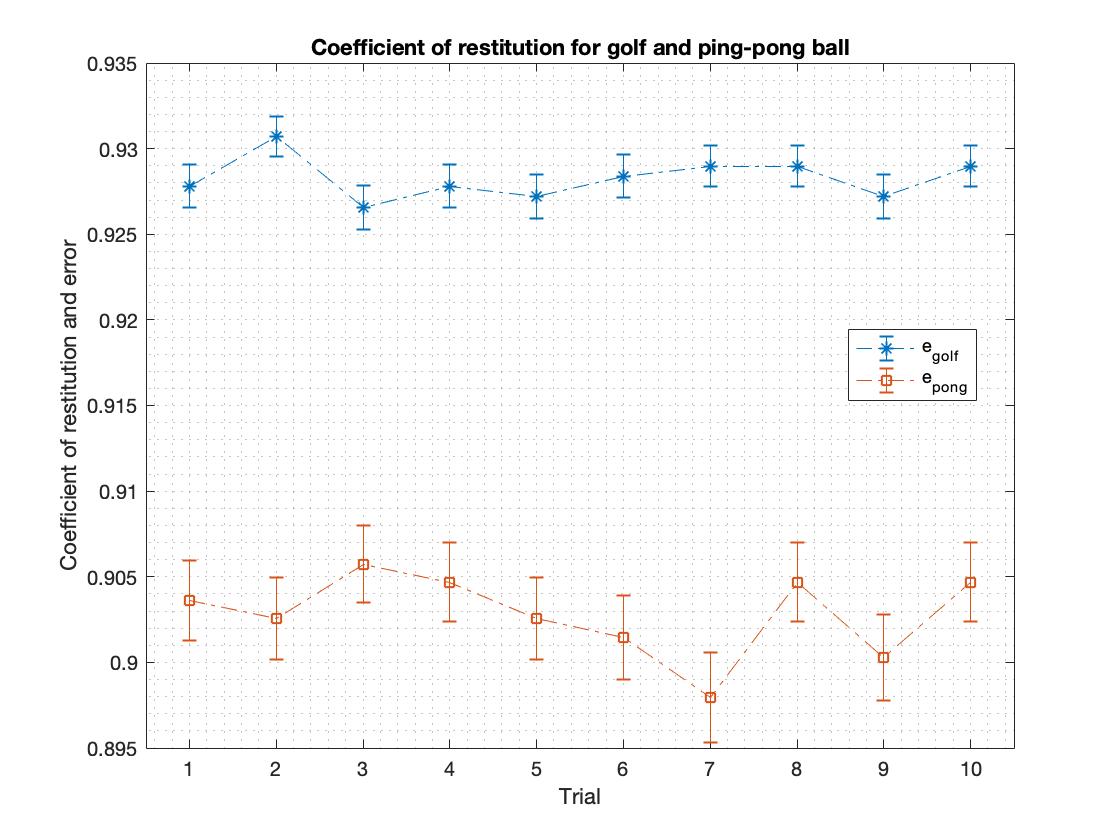 Coefficient of restitution for golf and ping-pong ball
0.935
0.93
0.925
0.92
0.915
0.91
0.905
0.9
0.895
Coefficient of restitution and error
e_golf
e_pong
1 2 3 4 5 6 7 8 9 10
Trial